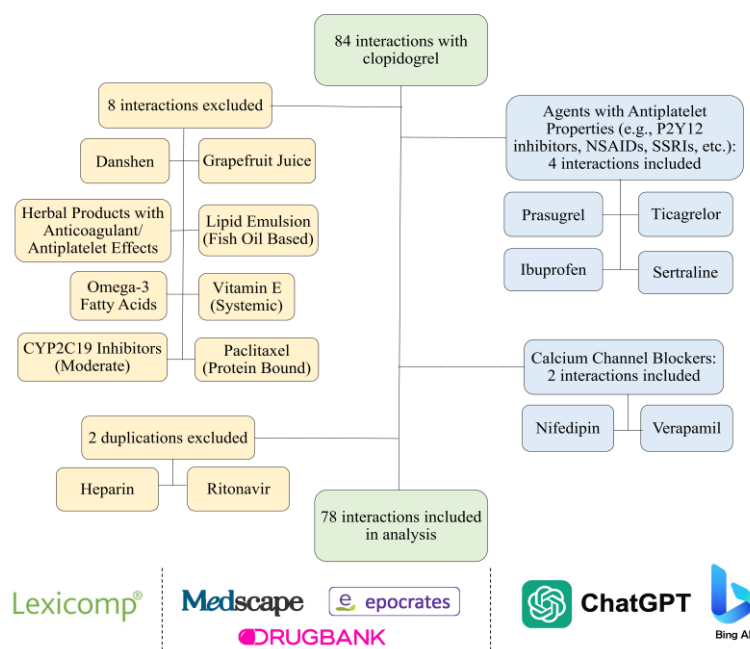 84 interactions with
clopidogrel
8 interactions excluded
Danshen
Grapefruit Juice
Herbal Products with
Anticoagulant/
Antiplatelet Effects
Lipid Emulsion
(Fish Oil Based)
Omega-3
Fatty Acids
Vitamin E
(Systemic)
CYP2C19 Inhibitors
(Moderate)
Paclitaxel
(Protein Bound)
Agents with Antiplatelet
Properties (e.g., P2Y12
inhibitors, NSAIDs, SSRIs, etc.):
4 interactions included
Prasugrel
Ticagrelor
Ibuprofen
Sertraline
Calcium Channel Blockers:
2 interactions included
Nifedipin
Verapamil
2 duplications excluded
Heparin
Ritonavir
78 interactions included
in analysis
Lexicomp®
Medscape
e epocrates
DRUGBANK
ChatGPT
Bing AI